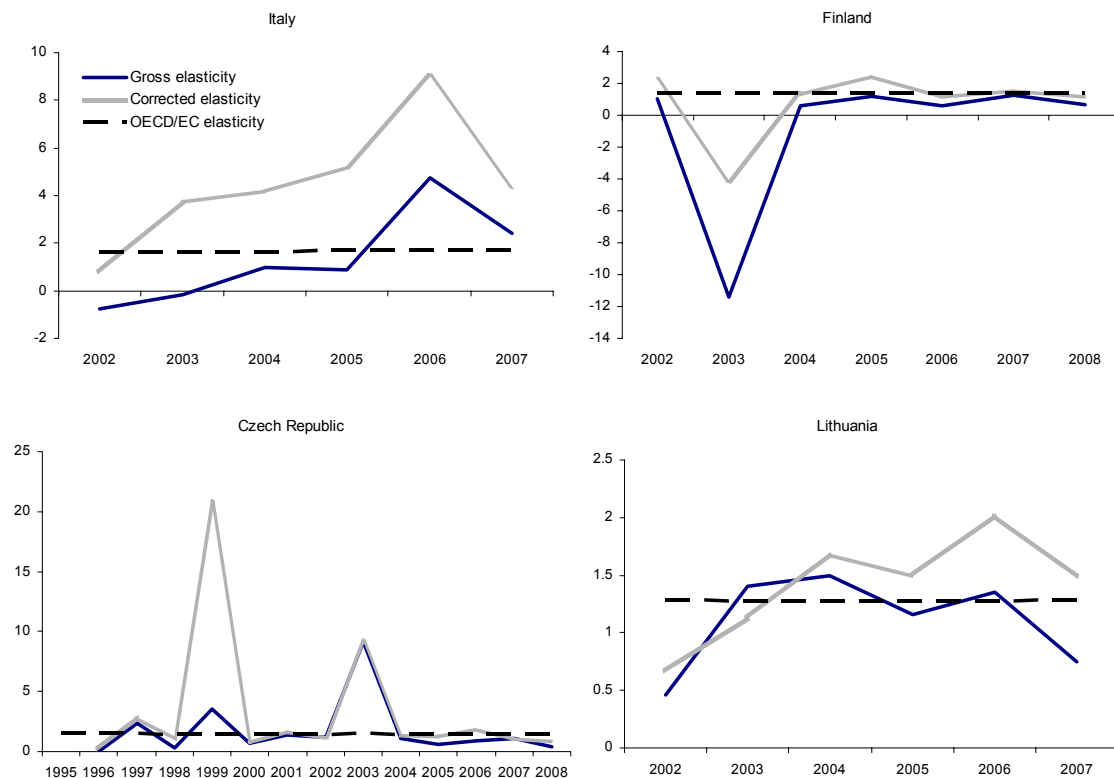 Italy
10
8
6
4
2
0
-2
Gross elasticity
Corrected elasticity
OECD/EC elasticity
2002 2003 2004 2005 2006 2007
Finland
4
2
0
-2
-4
-6
-8
-10
-12
-14
2002 2003 2004 2005 2006 2007 2008
Czech Republic
25
20
15
10
5
0
1995 1996 1997 1998 1999 2000 2001 2002 2003 2004 2005 2006 2007 2008
Lithuania
2.5
2
1.5
1
0.5
0
2002 2003 2004 2005 2006 2007